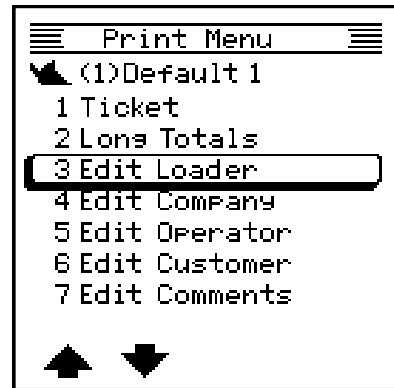 Print Menu
(1)Default 1
1 Ticket
2 Long Totals
3 Edit Loader
4 Edit Company
5 Edit Operator
6 Edit Customer
7 Edit Comments